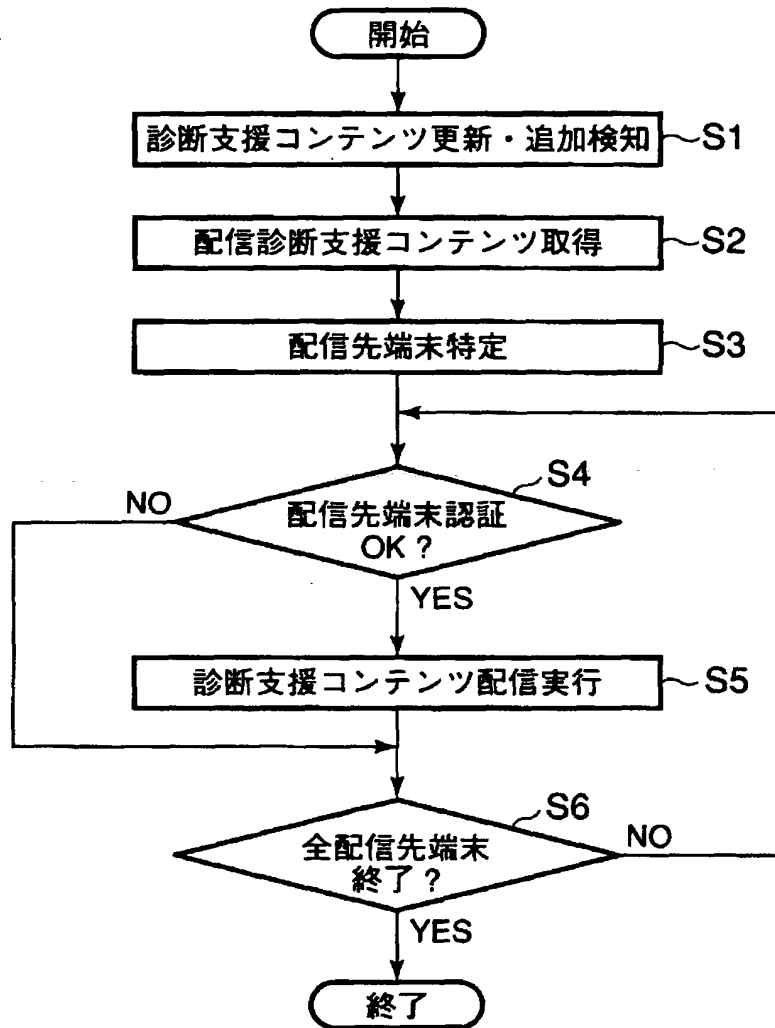 開始
診断支援コンテンツ更新・追加検知
S1
配信診断支援コンテンツ取得
S2
配信先端末特定
S3
S4
NO
配信先端末認証
OK?
YES
診断支援コンテンツ配信実行
S5
S6
全配信先端末
終了?
NO
YES
終了